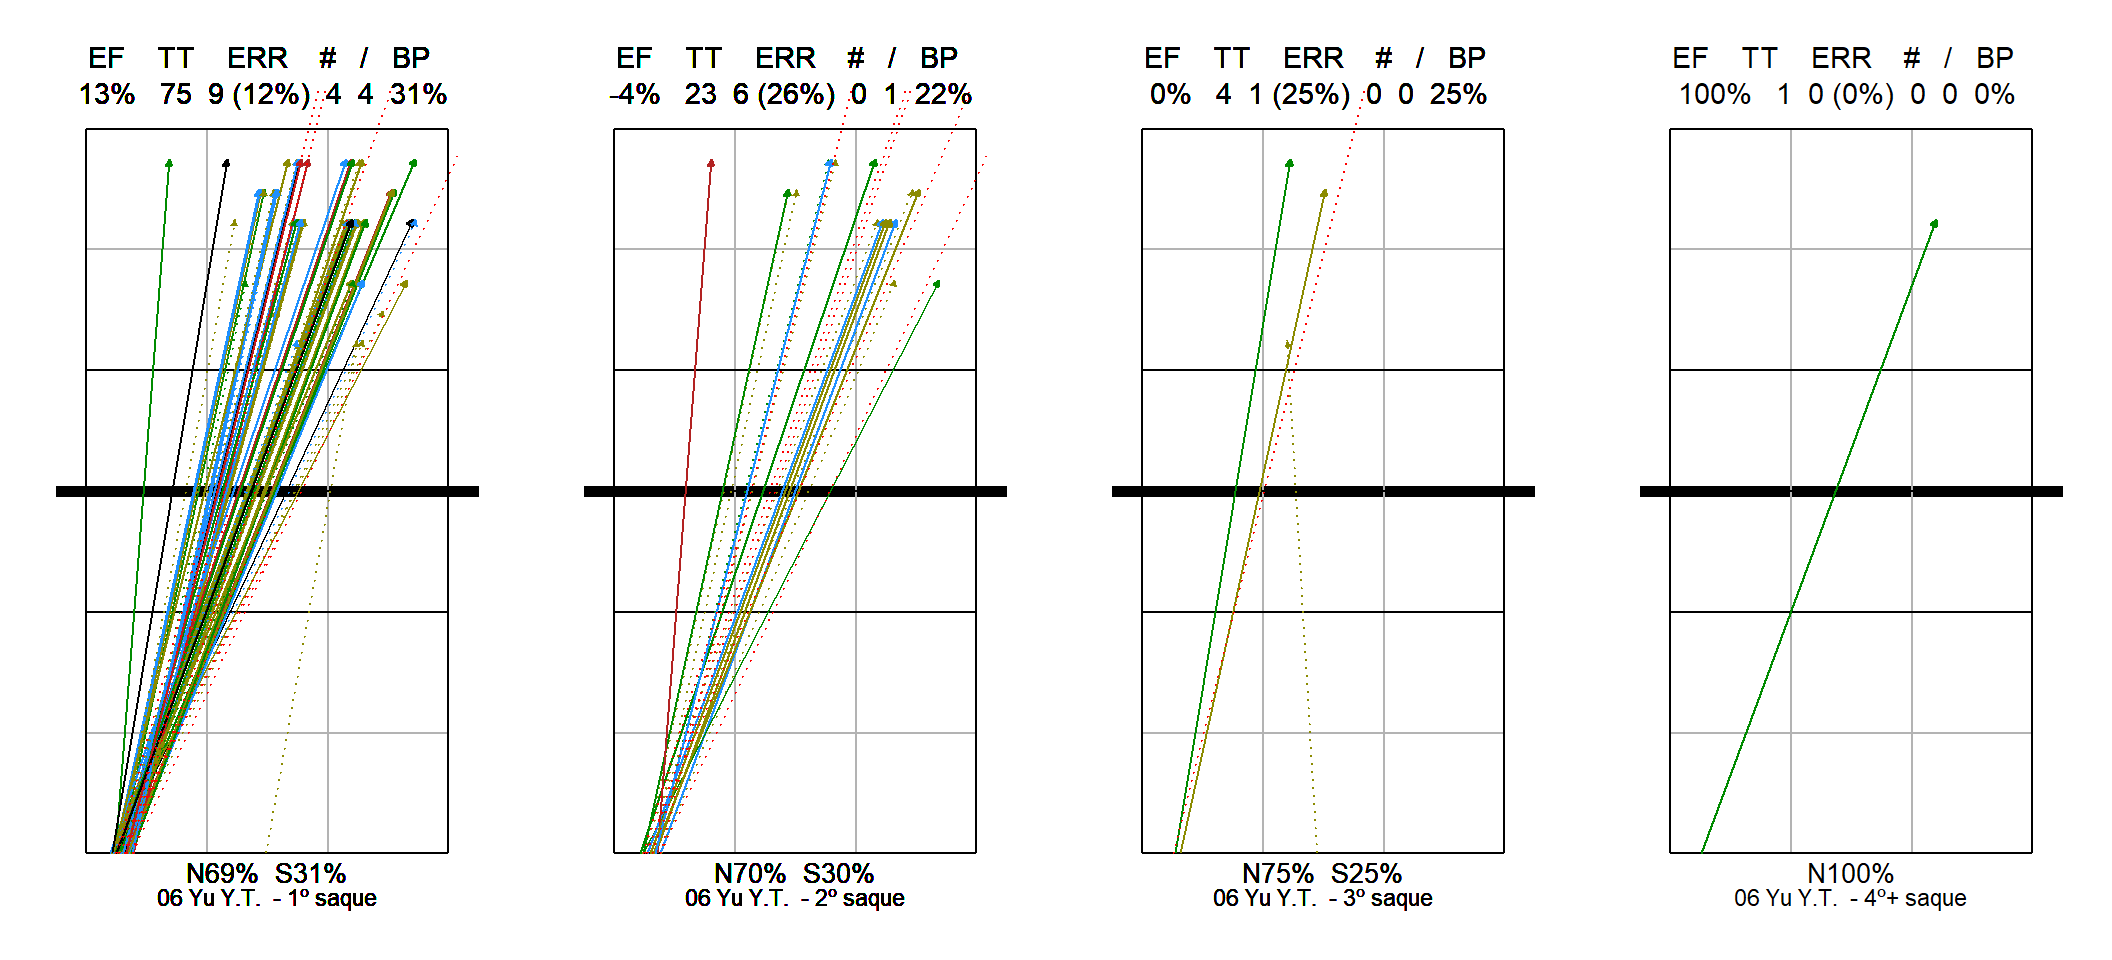 EF TT ERR # / BP
13% 75 9 (12%) 4 4 31%
N69% S31%
06 Yu Y.T. - 1º saque
EF TT ERR # / BP
-4% 23 6 (26%) 0 1 22%
N70% S30%
06 Yu Y.T. - 2º saque
EF TT ERR # / BP
0% 4 1 (25%) 0 0 25%
N75% S25%
06 Yu Y.T. - 3º saque
EF TT ERR # / BP
100% 1 0 (0%) 0 0 0%
N100%
06 Yu Y.T. - 4º+ saque